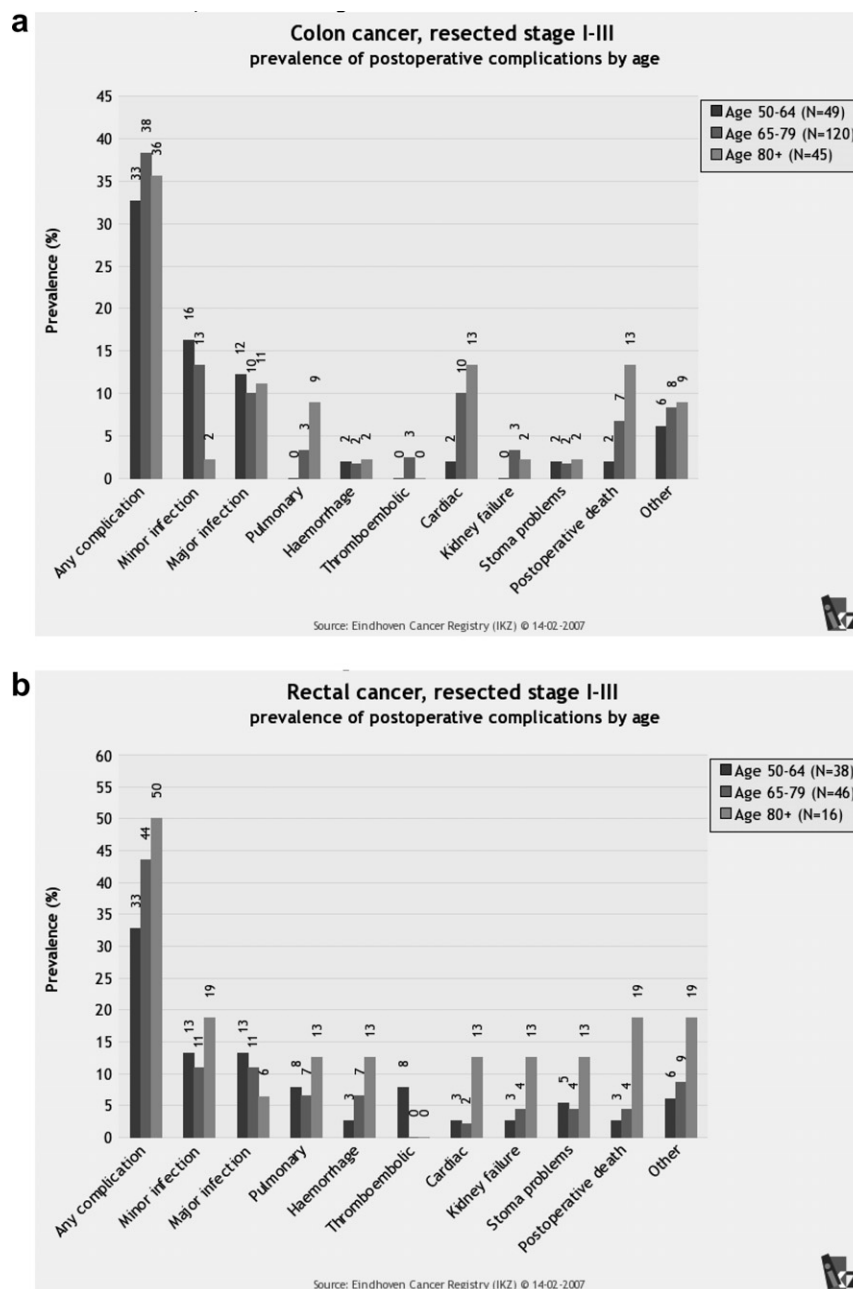 a
Colon cancer, resected stage I-III
prevalence of postoperative complications by age
Age 50-64 (N=49)
Age 65-79 (N=120)
Age 80+ (N=45)
Prevalence (%)
45
40
35
30
25
20
15
10
5
0
33 38 36
16 13 2
12 10 11
0 3 9
2 2 2
0 3 0
2 10 13
0 3 2
2 2 2
2 7 13
6 8 9
Any complication
Minor infection
Major infection
Pulmonary
Haemorrhage
Thromboembolic
Cardiac
Kidney failure
Stoma problems
Postoperative death
Other
Source: Eindhoven Cancer Registry (IKZ) © 14-02-2007
b
Rectal cancer, resected stage I-III
prevalence of postoperative complications by age
Age 50-64 (N=38)
Age 65-79 (N=46)
Age 80+ (N=16)
Prevalence (%)
60
55
50
45
40
35
30
25
20
15
10
5
0
33 44 50
13 11 19
13 11 6
8 7 13
3 7 13
8 0 0
3 2 13
3 4 13
5 4 13
3 4 19
6 9 19
Any complication
Minor infection
Major infection
Pulmonary
Haemorrhage
Thromboembolic
Cardiac
Kidney failure
Stoma problems
Postoperative death
Other
Source: Eindhoven Cancer Registry (IKZ) © 14-02-2007